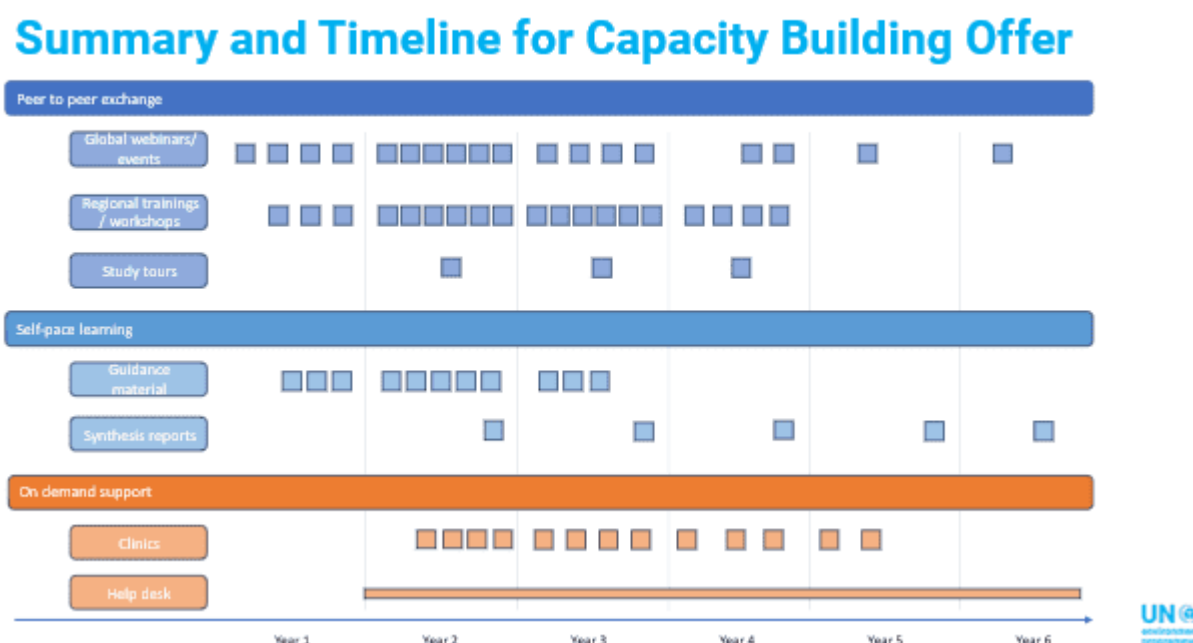 Summary and Timeline for Capacity Building Offer
Peer to peer exchange
Global webinars/
events
Regional trainings
/ workshops
Study tours
Self-pace learning
Guidance
material
Synthesis reports
On demand support
Clinics
Help desk
Year 1
Year 2
Year 3
Year 4
Year 5
Year 6
UN